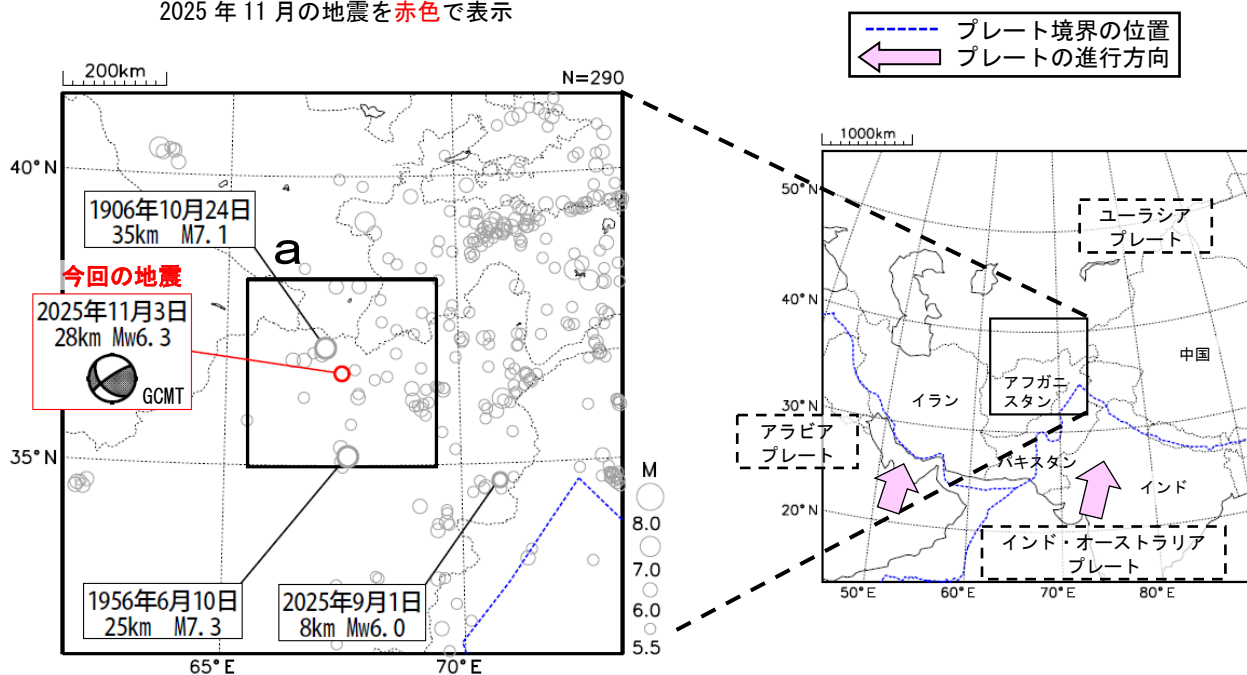 2025 年 11 月の地震を赤色で表示
プレート境界の位置
プレートの進行方向
200km
N=290
40°N
35°N
65°E
70°E
1906年10月24日
35km M7.1
a
今回の地震
2025年11月3日
28km Mw6.3
GCMT
1956年6月10日
25km M7.3
2025年9月1日
8km Mw6.0
M
8.0
7.0
6.0
5.5
1000km
50°N
40°N
30°N
20°N
50°E
60°E
70°E
80°E
ユーラシア
プレート
中国
アフガニ
スタン
イラン
アラビア
プレート
パキスタン
インド
インド・オーストラリア
プレート